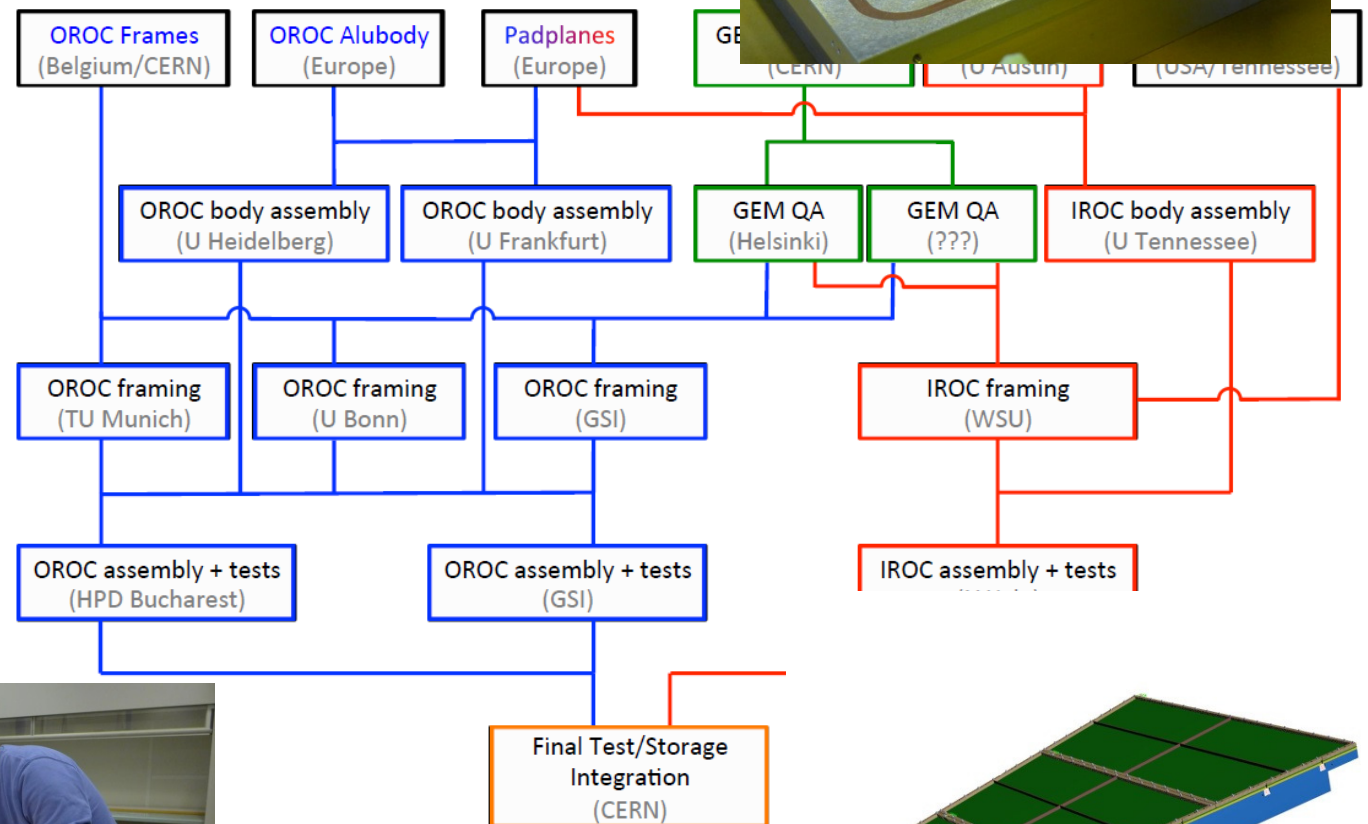 OROC Frames
(Belgium/CERN)
OROC Alubody
(Europe)
Padplanes
(Europe)
(CERN)
(U Austin)
(USA/Tennessee)
OROC body assembly
(U Heidelberg)
OROC body assembly
(U Frankfurt)
GEM QA
(Helsinki)
GEM QA
(???)
IROC body assembly
(U Tennessee)
OROC framing
(TU Munich)
OROC framing
(U Bonn)
OROC framing
(GSI)
IROC framing
(WSU)
OROC assembly + tests
(HPD Bucharest)
OROC assembly + tests
(GSI)
IROC assembly + tests
Final Test/Storage
Integration
(CERN)